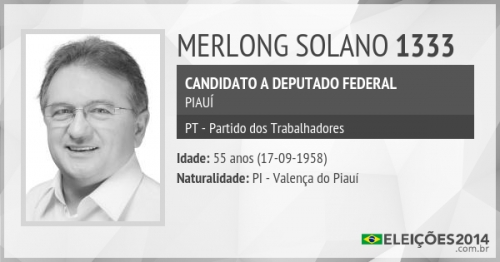 MERLONG SOLANO 1333
CANDIDATO A DEPUTADO FEDERAL
PIAUÍ
PT - Partido dos Trabalhadores
Idade: 55 anos (17-09-1958)
Naturalidade: PI - Valença do Piauí
ELEIÇÕES2014
.com.br